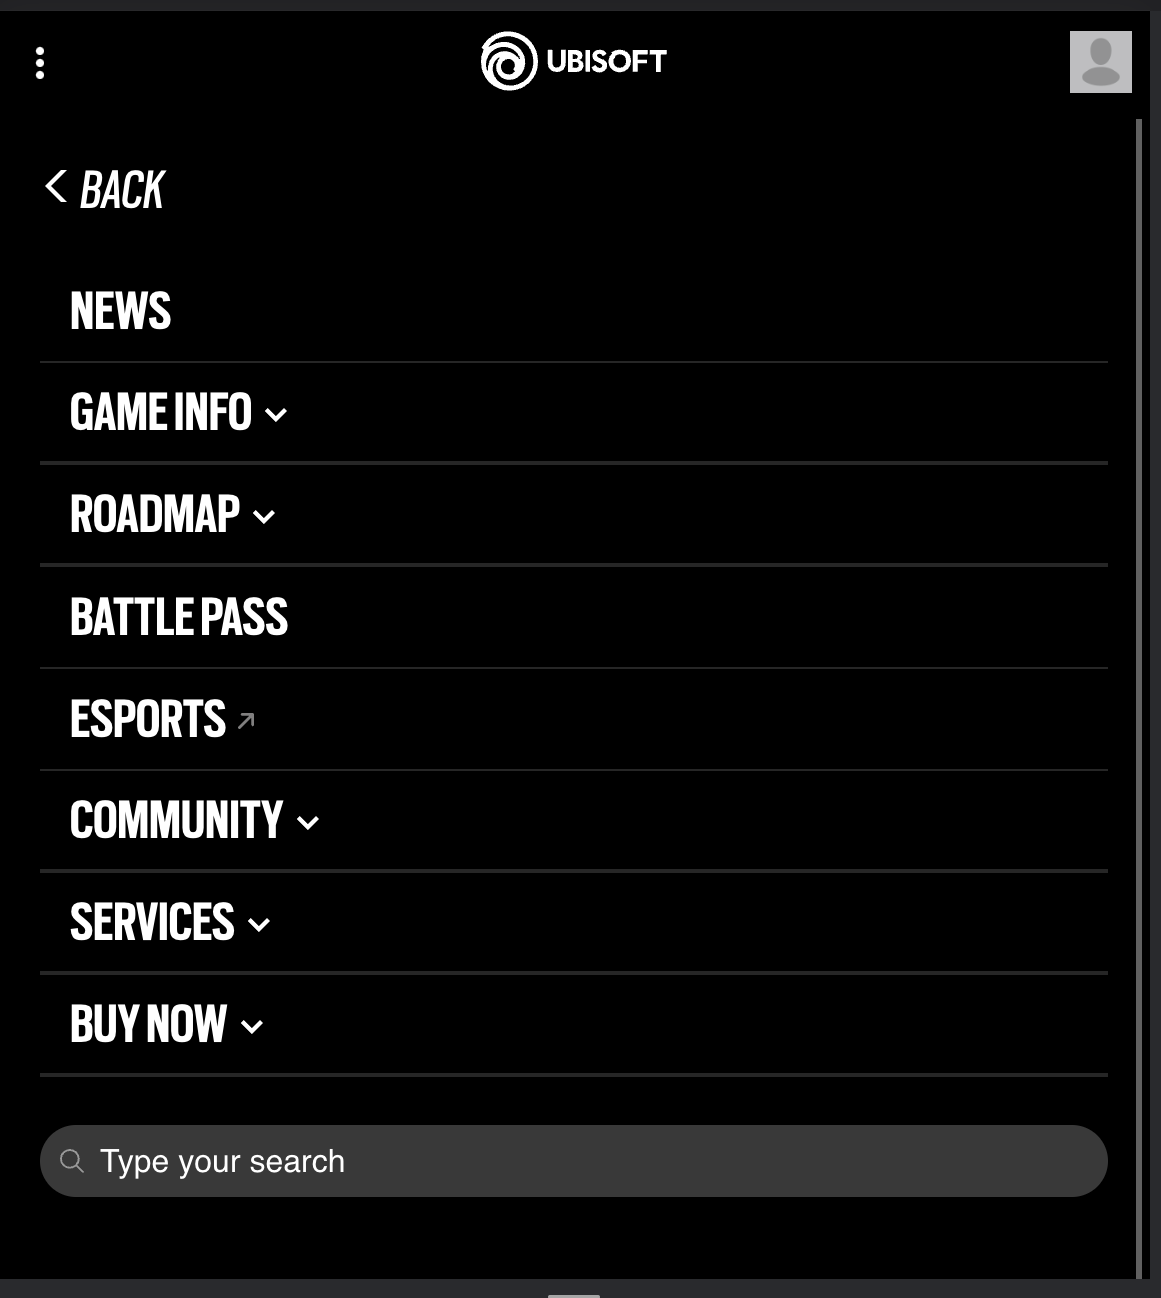 UBISOFT
BACK
NEWS
GAME INFO
ROADMAP
BATTLE PASS
ESPORTS
COMMUNITY
SERVICES
BUY NOW
Type your search